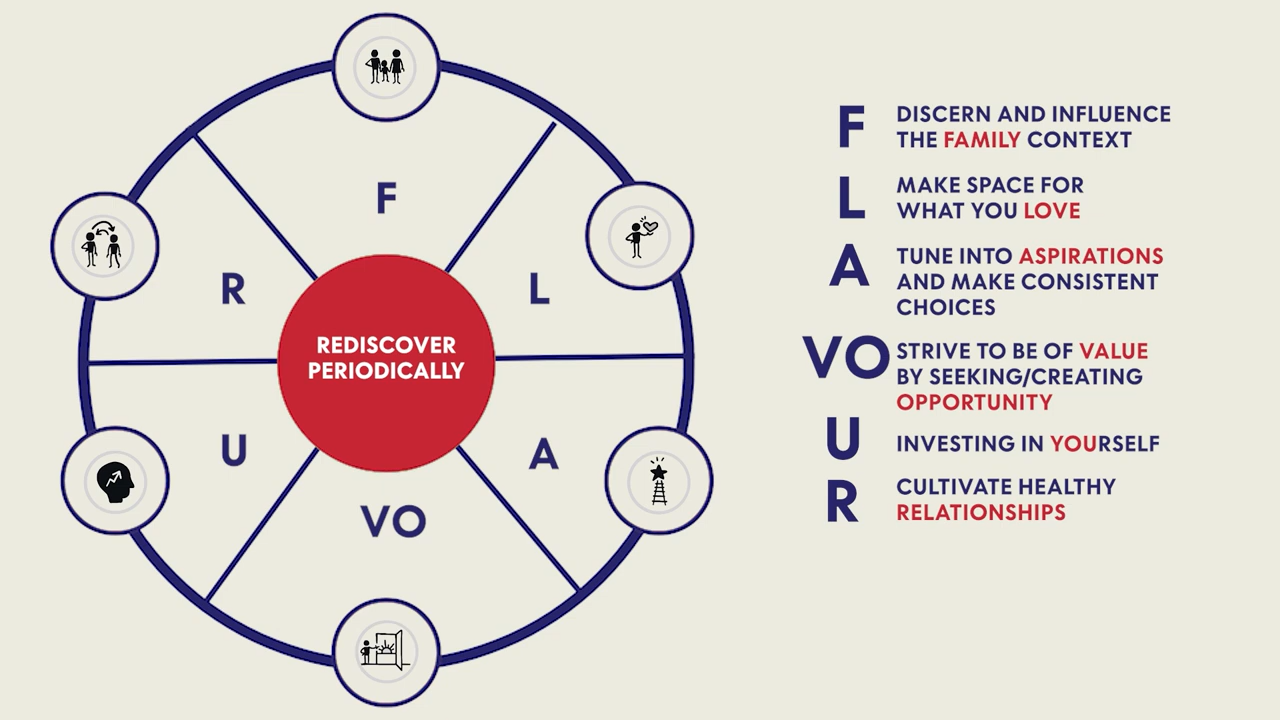 F
R
L
REDISCOVER
PERIODICALLY
U
A
VO
F
DISCERN AND INFLUENCE
THE FAMILY CONTEXT
L
MAKE SPACE FOR
WHAT YOU LOVE
A
TUNE INTO ASPIRATIONS
AND MAKE CONSISTENT
CHOICES
VO
STRIVE TO BE OF VALUE
BY SEEKING/CREATING
OPPORTUNITY
U
INVESTING IN YOURSELF
R
CULTIVATE HEALTHY
RELATIONSHIPS